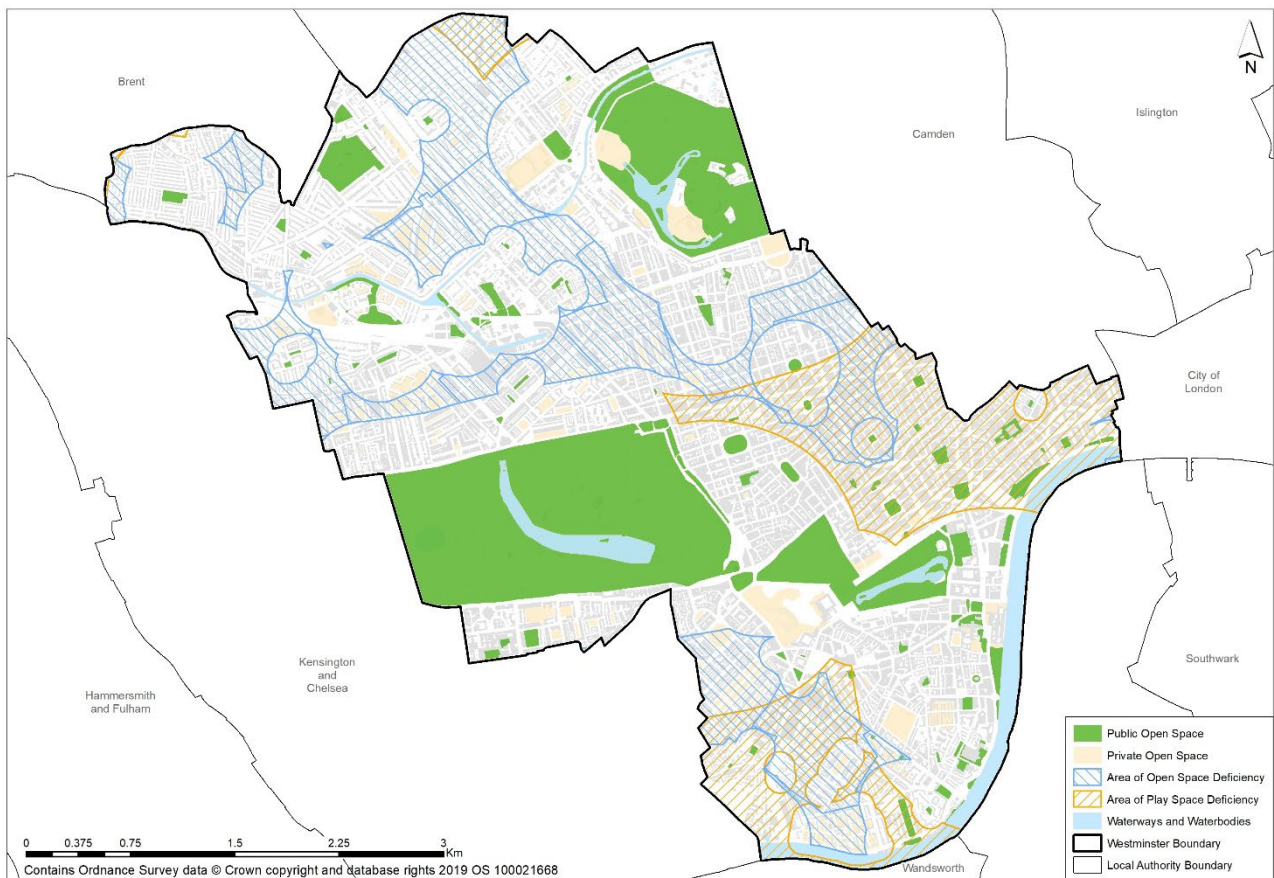 N
Brent
Islington
Camden
City of
London
Kensington
and
Chelsea
Hammersmith
and Fulham
Southwark
Wandsworth
Public Open Space
Private Open Space
Area of Open Space Deficiency
Area of Play Space Deficiency
Waterways and Waterbodies
Westminster Boundary
Local Authority Boundary
0 0.375 0.75 1.5 2.25 3
Km
Contains Ordnance Survey data © Crown copyright and database rights 2019 OS 100021668